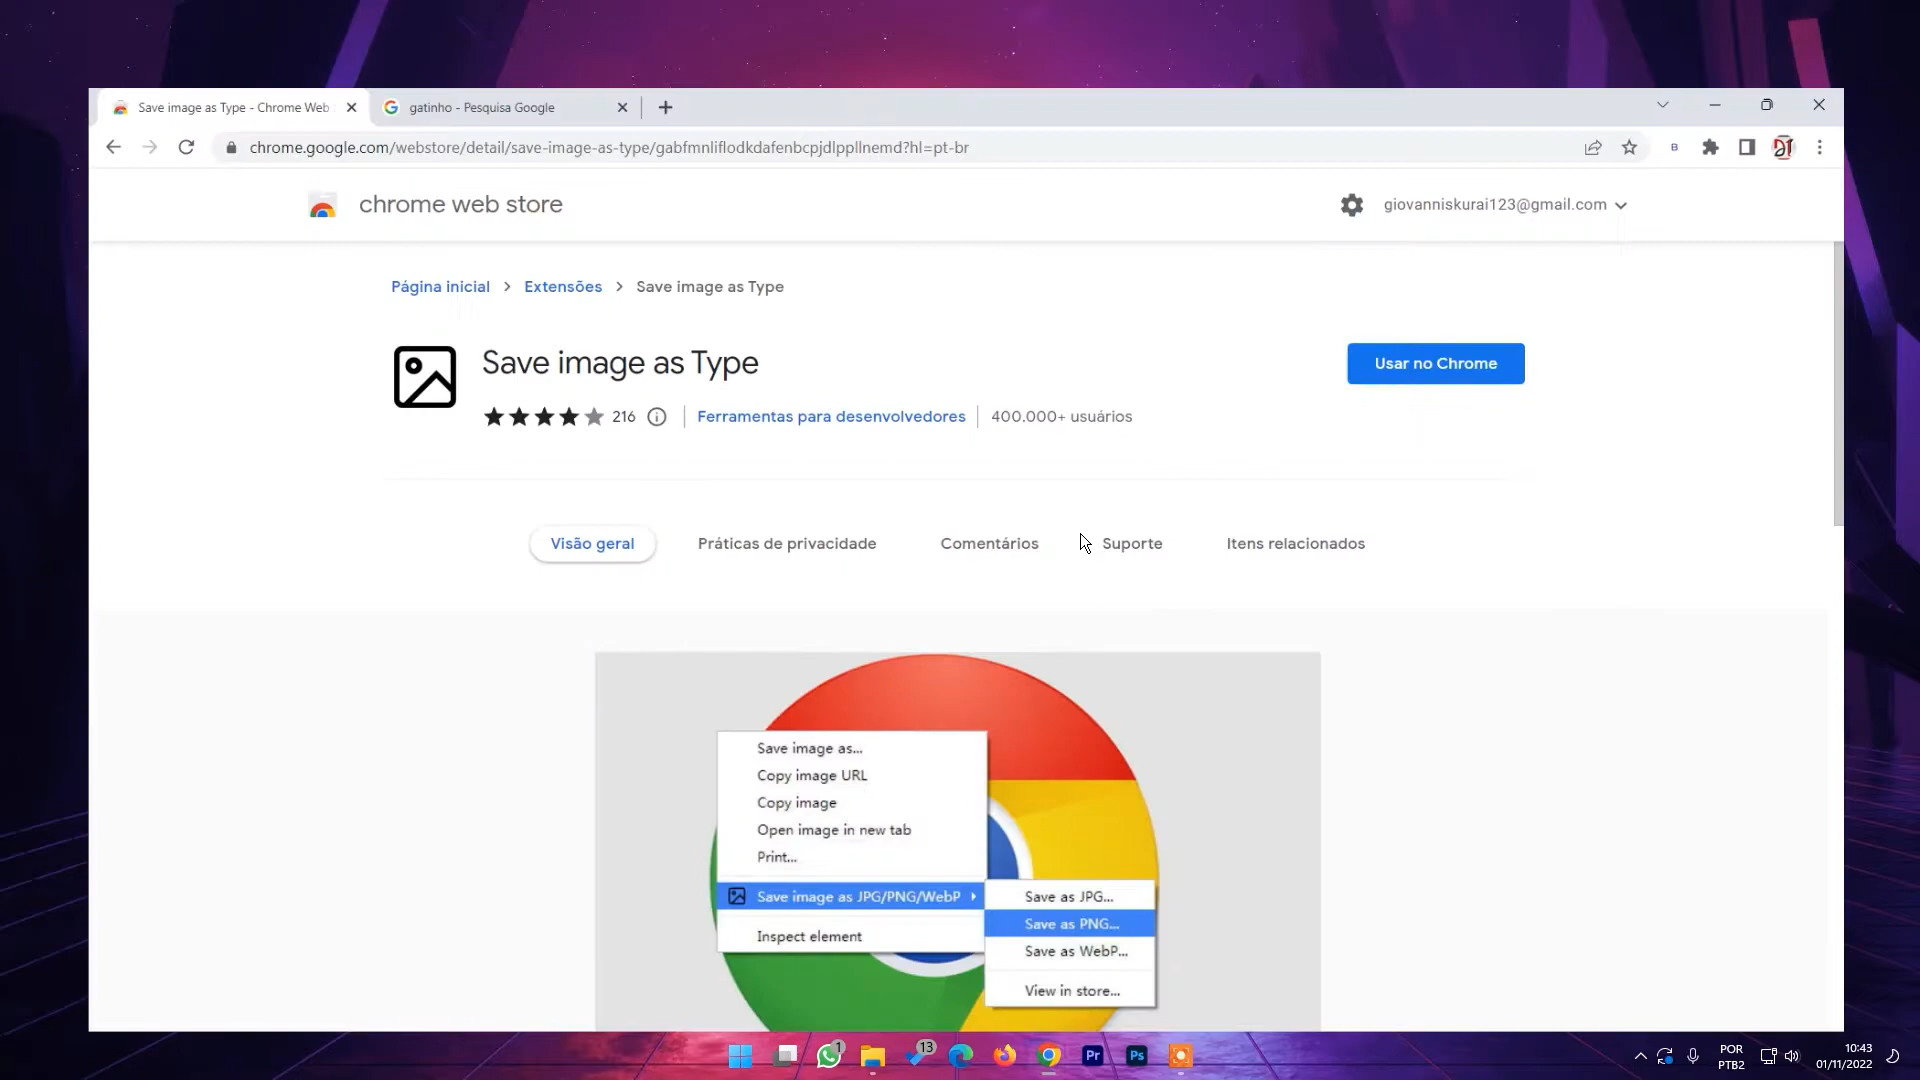 Save image as Type - Chrome Web
gatinho - Pesquisa Google
chrome.google.com/webstore/detail/save-image-as-type/gabfmnliflodkdafenbcpjdlppllnemd?hl=pt-br
B
chrome web store
giovanniskurai123@gmail.com
Página inicial > Extensões > Save image as Type
Save image as Type
Usar no Chrome
216
Ferramentas para desenvolvedores
400.000+ usuários
Visão geral
Práticas de privacidade
Comentários
Suporte
Itens relacionados
Save image as...
Copy image URL
Copy image
Open image in new tab
Print...
Save image as JPG/PNG/WebP
Inspect element
Save as JPG...
Save as PNG...
Save as WebP...
View in store...
1
13
Pr
Ps
POR
PTB2
10:43
01/11/2022